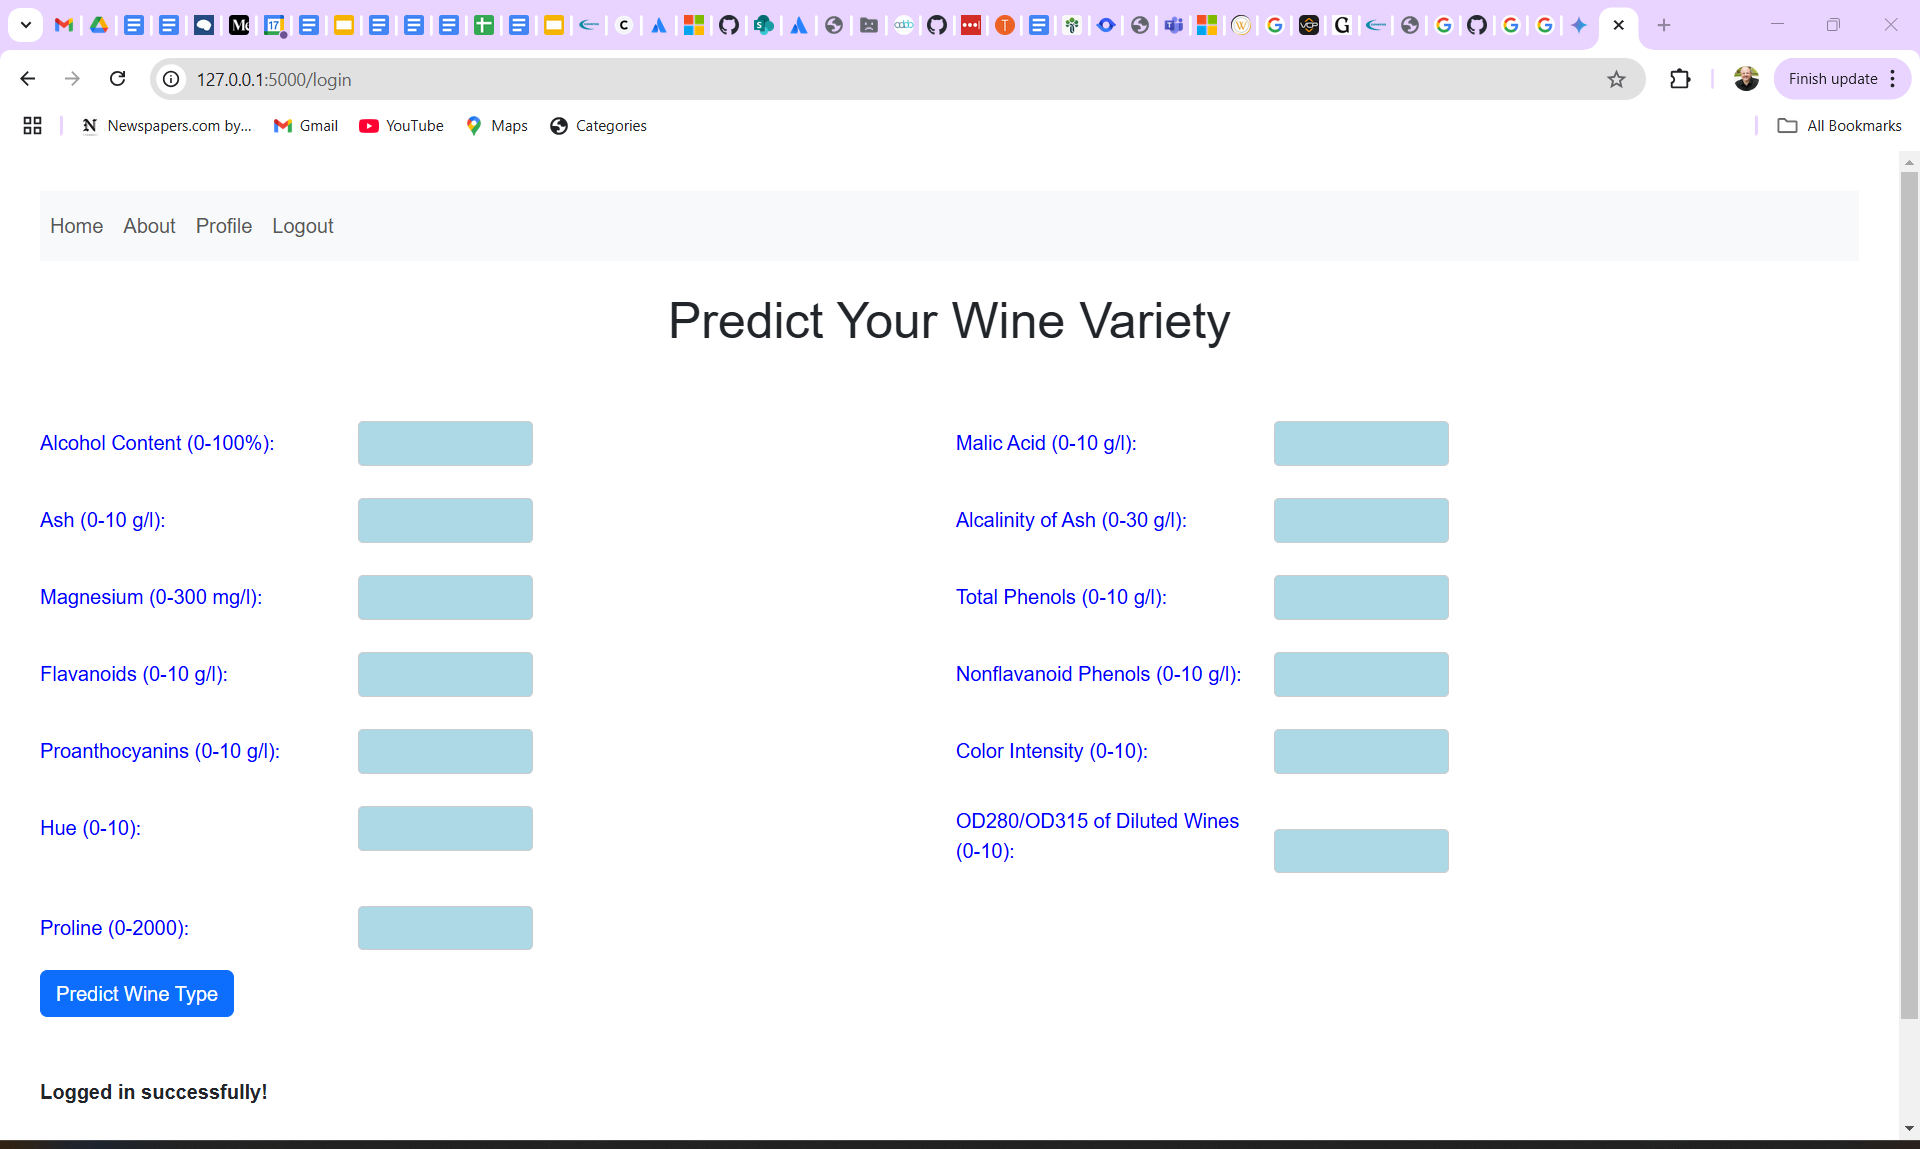 17
127.0.0.1:5000/login
Finish update
Newspapers.com by...
Gmail
YouTube
Maps
Categories
All Bookmarks
Home
About
Profile
Logout
Predict Your Wine Variety
Alcohol Content (0-100%):
Malic Acid (0-10 g/l):
Ash (0-10 g/l):
Alcalinity of Ash (0-30 g/l):
Magnesium (0-300 mg/l):
Total Phenols (0-10 g/l):
Flavanoids (0-10 g/l):
Nonflavanoid Phenols (0-10 g/l):
Proanthocyanins (0-10 g/l):
Color Intensity (0-10):
Hue (0-10):
OD280/OD315 of Diluted Wines
(0-10):
Proline (0-2000):
Predict Wine Type
Logged in successfully!